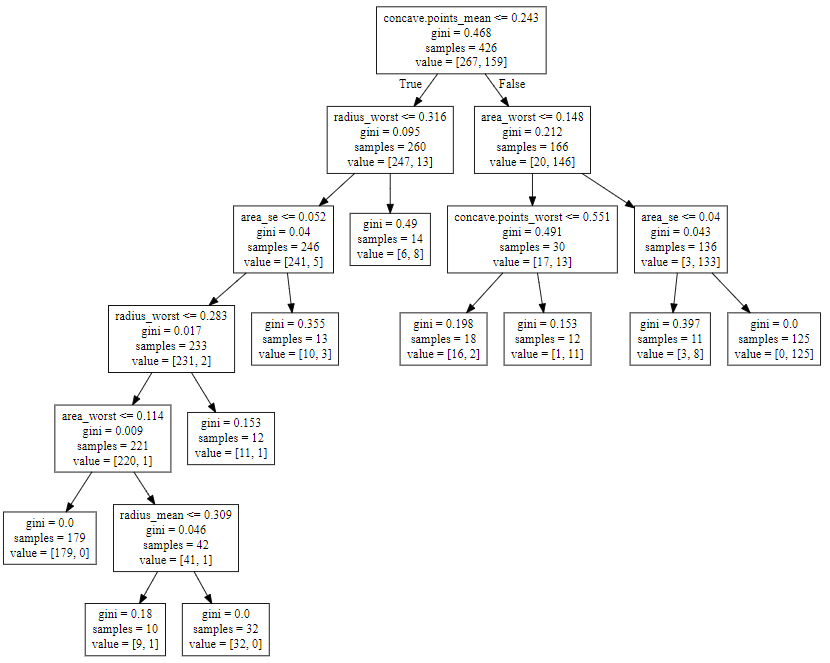 concave.points_mean <= 0.243
gini = 0.468
samples = 426
value = [267, 159]
True
False
radius_worst <= 0.316
gini = 0.095
samples = 260
value = [247, 13]
area_worst <= 0.148
gini = 0.212
samples = 166
value = [20, 146]
area_se <= 0.052
gini = 0.04
samples = 246
value = [241, 5]
gini = 0.49
samples = 14
value = [6, 8]
concave.points_worst <= 0.551
gini = 0.491
samples = 30
value = [17, 13]
area_se <= 0.04
gini = 0.043
samples = 136
value = [3, 133]
radius_worst <= 0.283
gini = 0.017
samples = 233
value = [231, 2]
gini = 0.355
samples = 13
value = [10, 3]
gini = 0.198
samples = 18
value = [16, 2]
gini = 0.153
samples = 12
value = [1, 11]
gini = 0.397
samples = 11
value = [3, 8]
gini = 0.0
samples = 125
value = [0, 125]
area_worst <= 0.114
gini = 0.009
samples = 221
value = [220, 1]
gini = 0.153
samples = 12
value = [11, 1]
gini = 0.0
samples = 179
value = [179, 0]
radius_mean <= 0.309
gini = 0.046
samples = 42
value = [41, 1]
gini = 0.18
samples = 10
value = [9, 1]
gini = 0.0
samples = 32
value = [32, 0]